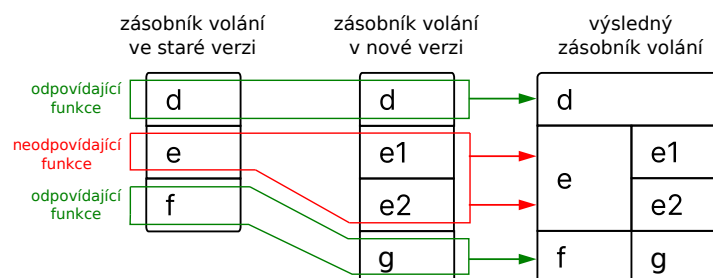 zásobník volání
ve staré verzi
zásobník volání
v nové verzi
výsledný
zásobník volání
odpovídající
funkce
d
d
d
neodpovídající
funkce
e
e1
e
e1
odpovídající
funkce
f
e2
e2
g
f
g